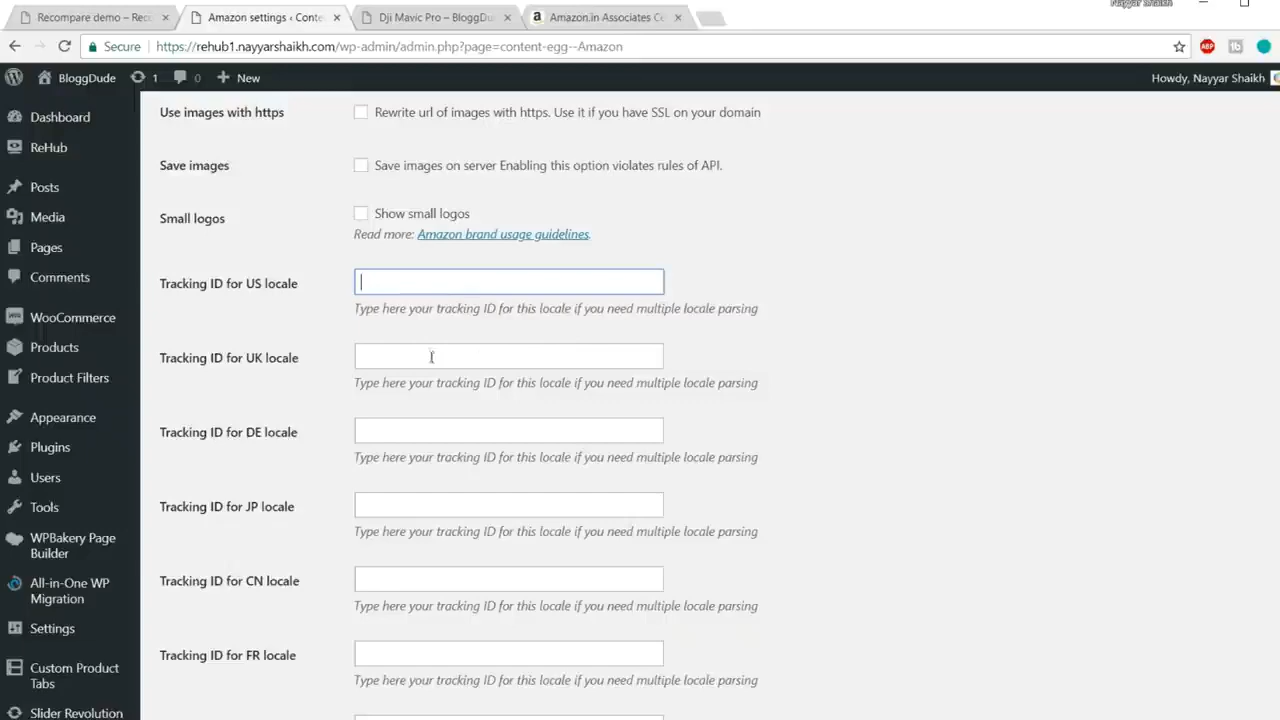 Recompare demo – Reco
Amazon settings ‹ Conte
Dji Mavic Pro – BloggDu
Amazon.in Associates Ce
Nayyar Shaikh
Secure
https://rehub1.nayyarshaikh.com/wp-admin/admin.php?page=content-egg--Amazon
ABP
BloggDude
1
0
New
Howdy, Nayyar Shaikh
Dashboard
ReHub
Posts
Media
Pages
Comments
WooCommerce
Products
Product Filters
Appearance
Plugins
Users
Tools
WPBakery Page
Builder
All-in-One WP
Migration
Settings
Custom Product
Tabs
Slider Revolution
Use images with https
Rewrite url of images with https. Use it if you have SSL on your domain
Save images
Save images on server Enabling this option violates rules of API.
Small logos
Show small logos
Read more: Amazon brand usage guidelines.
Tracking ID for US locale
Type here your tracking ID for this locale if you need multiple locale parsing
Tracking ID for UK locale
Type here your tracking ID for this locale if you need multiple locale parsing
Tracking ID for DE locale
Type here your tracking ID for this locale if you need multiple locale parsing
Tracking ID for JP locale
Type here your tracking ID for this locale if you need multiple locale parsing
Tracking ID for CN locale
Type here your tracking ID for this locale if you need multiple locale parsing
Tracking ID for FR locale
Type here your tracking ID for this locale if you need multiple locale parsing